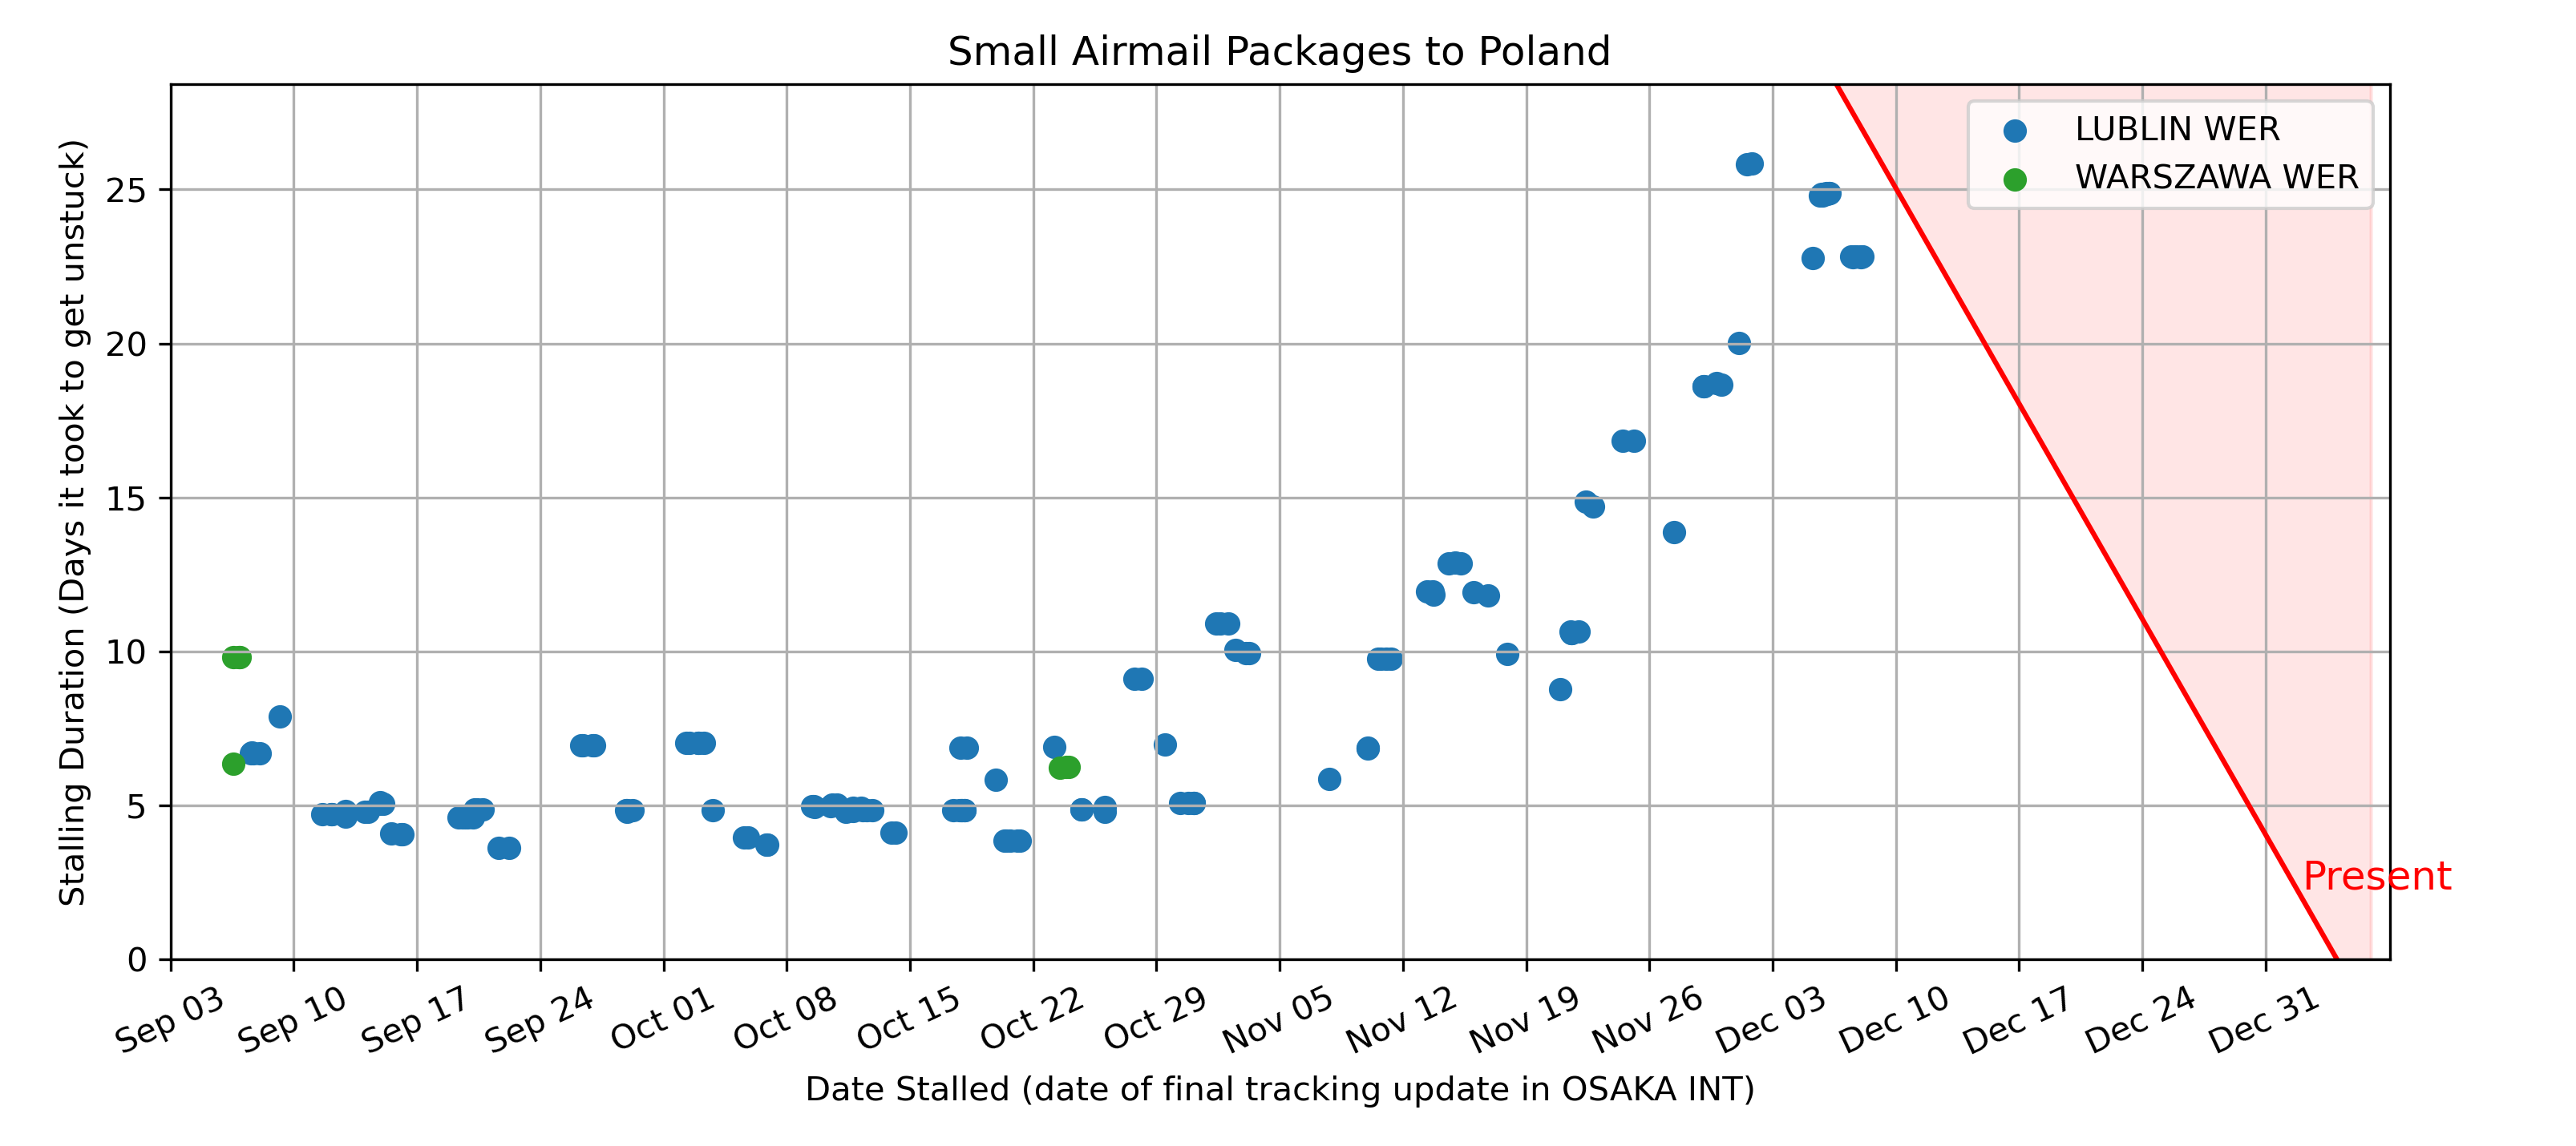 Small Airmail Packages to Poland
LUBLIN WER
WARSZAWA WER
Stalling Duration (Days it took to get unstuck)
25
20
15
10
5
0
Present
Sep 03
Sep 10
Sep 17
Sep 24
Oct 01
Oct 08
Oct 15
Oct 22
Oct 29
Nov 05
Nov 12
Nov 19
Nov 26
Dec 03
Dec 10
Dec 17
Dec 24
Dec 31
Date Stalled (date of final tracking update in OSAKA INT)